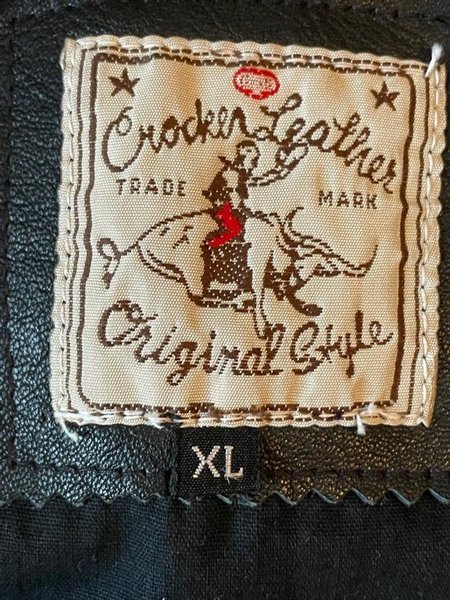 Crocker Leather
TRADE MARK
Original Style
XL